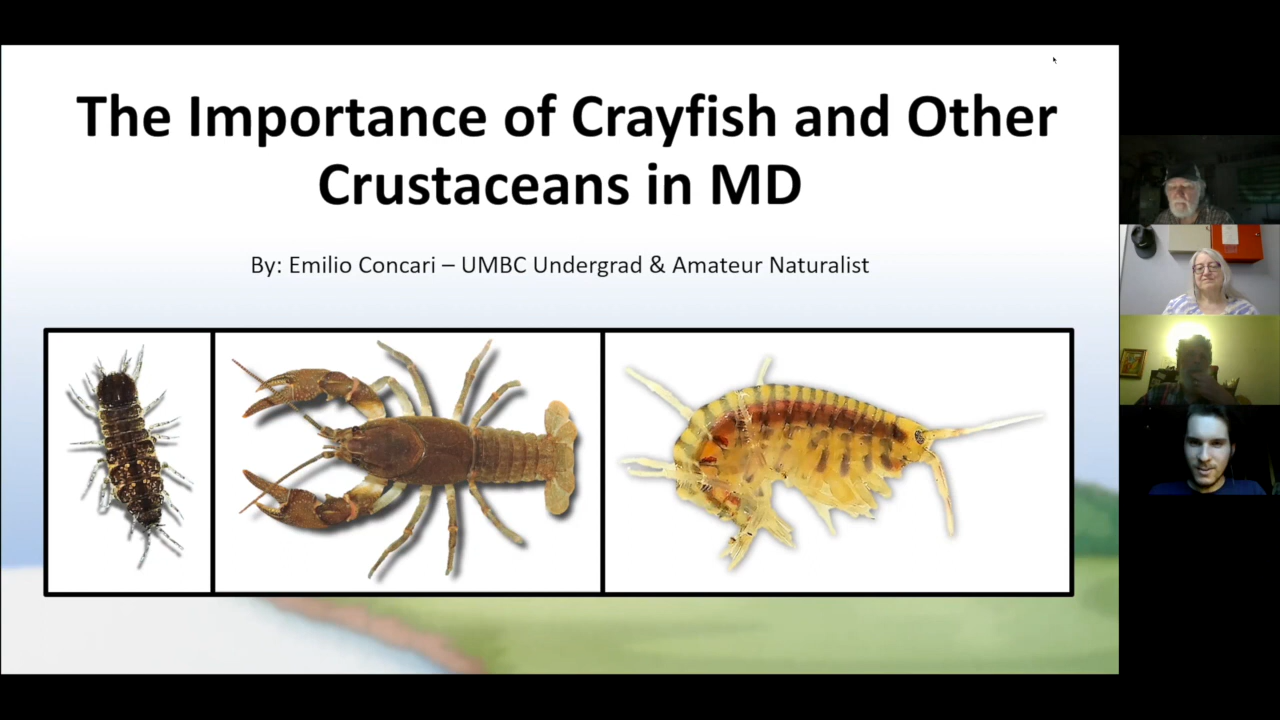 The Importance of Crayfish and Other
Crustaceans in MD
By: Emilio Concari – UMBC Undergrad & Amateur Naturalist